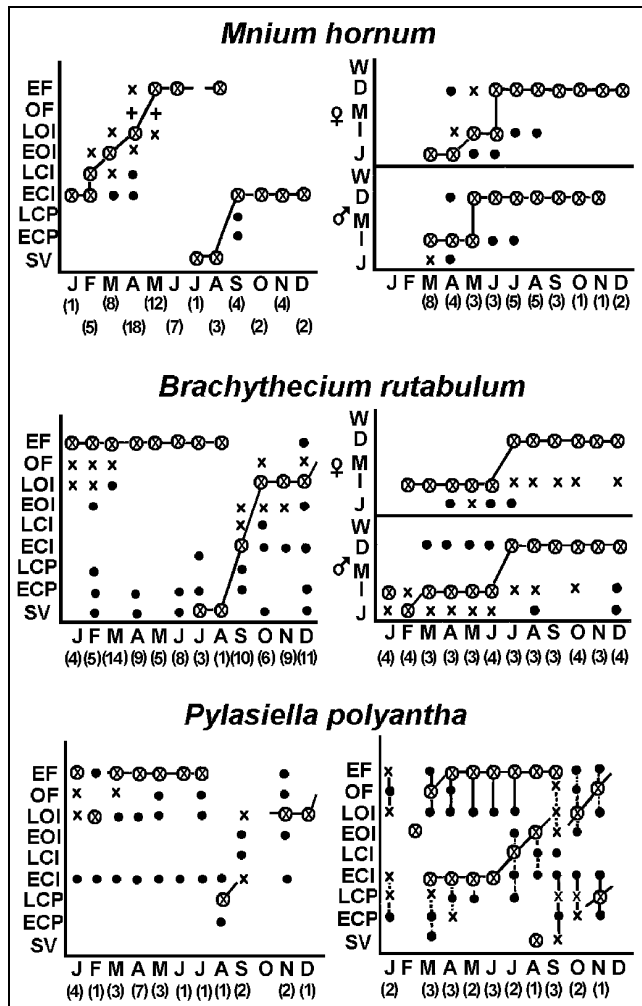 Mnium hornum
EF
OF
LOI
EOI
LCI
ECI
LCP
ECP
SV
J F M A M J J A S O N D
(1) (8) (12) (1) (4) (4)
(5) (18) (7) (3) (2) (2)
W
D
♀ M
I
J
W
D
♂ M
I
J
J F M A M J J A S O N D
(8) (4) (3) (3) (5) (5) (3) (1) (1) (2)
Brachythecium rutabulum
EF
OF
LOI
EOI
LCI
ECI
LCP
ECP
SV
J F M A M J J A S O N D
(4) (5) (14) (9) (5) (8) (3) (1) (10) (6) (9) (11)
W
D
♀ M
I
J
W
D
♂ M
I
J
J F M A M J J A S O N D
(4) (4) (3) (3) (3) (3) (3) (3) (3) (4) (3) (4)
Pylasiella polyantha
EF
OF
LOI
EOI
LCI
ECI
LCP
ECP
SV
J F M A M J J A S O N D
(4) (1) (3) (7) (3) (1) (1) (1) (2) (2) (1)
EF
OF
LOI
EOI
LCI
ECI
LCP
ECP
SV
J F M A M J J A S O N D
(2) (3) (3) (2) (3) (2) (1) (3) (2) (1)